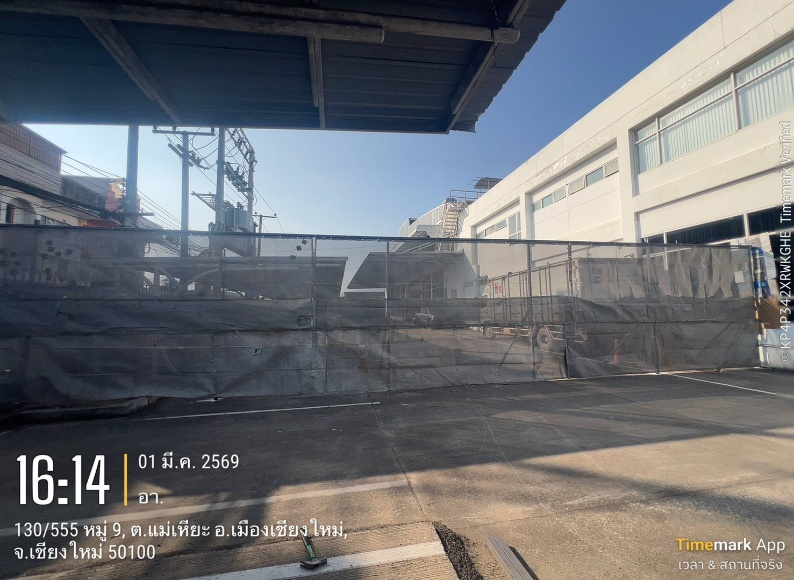 16:14
01 มี.ค. 2569
อา.
130/555 หมู่ 9, ต.แม่เหียะ อ.เมืองเชียงใหม่,
จ.เชียงใหม่ 50100
Timemark App
เวลา & สถานที่จริง
© KP4P342XRWKGHE Timemark Verified